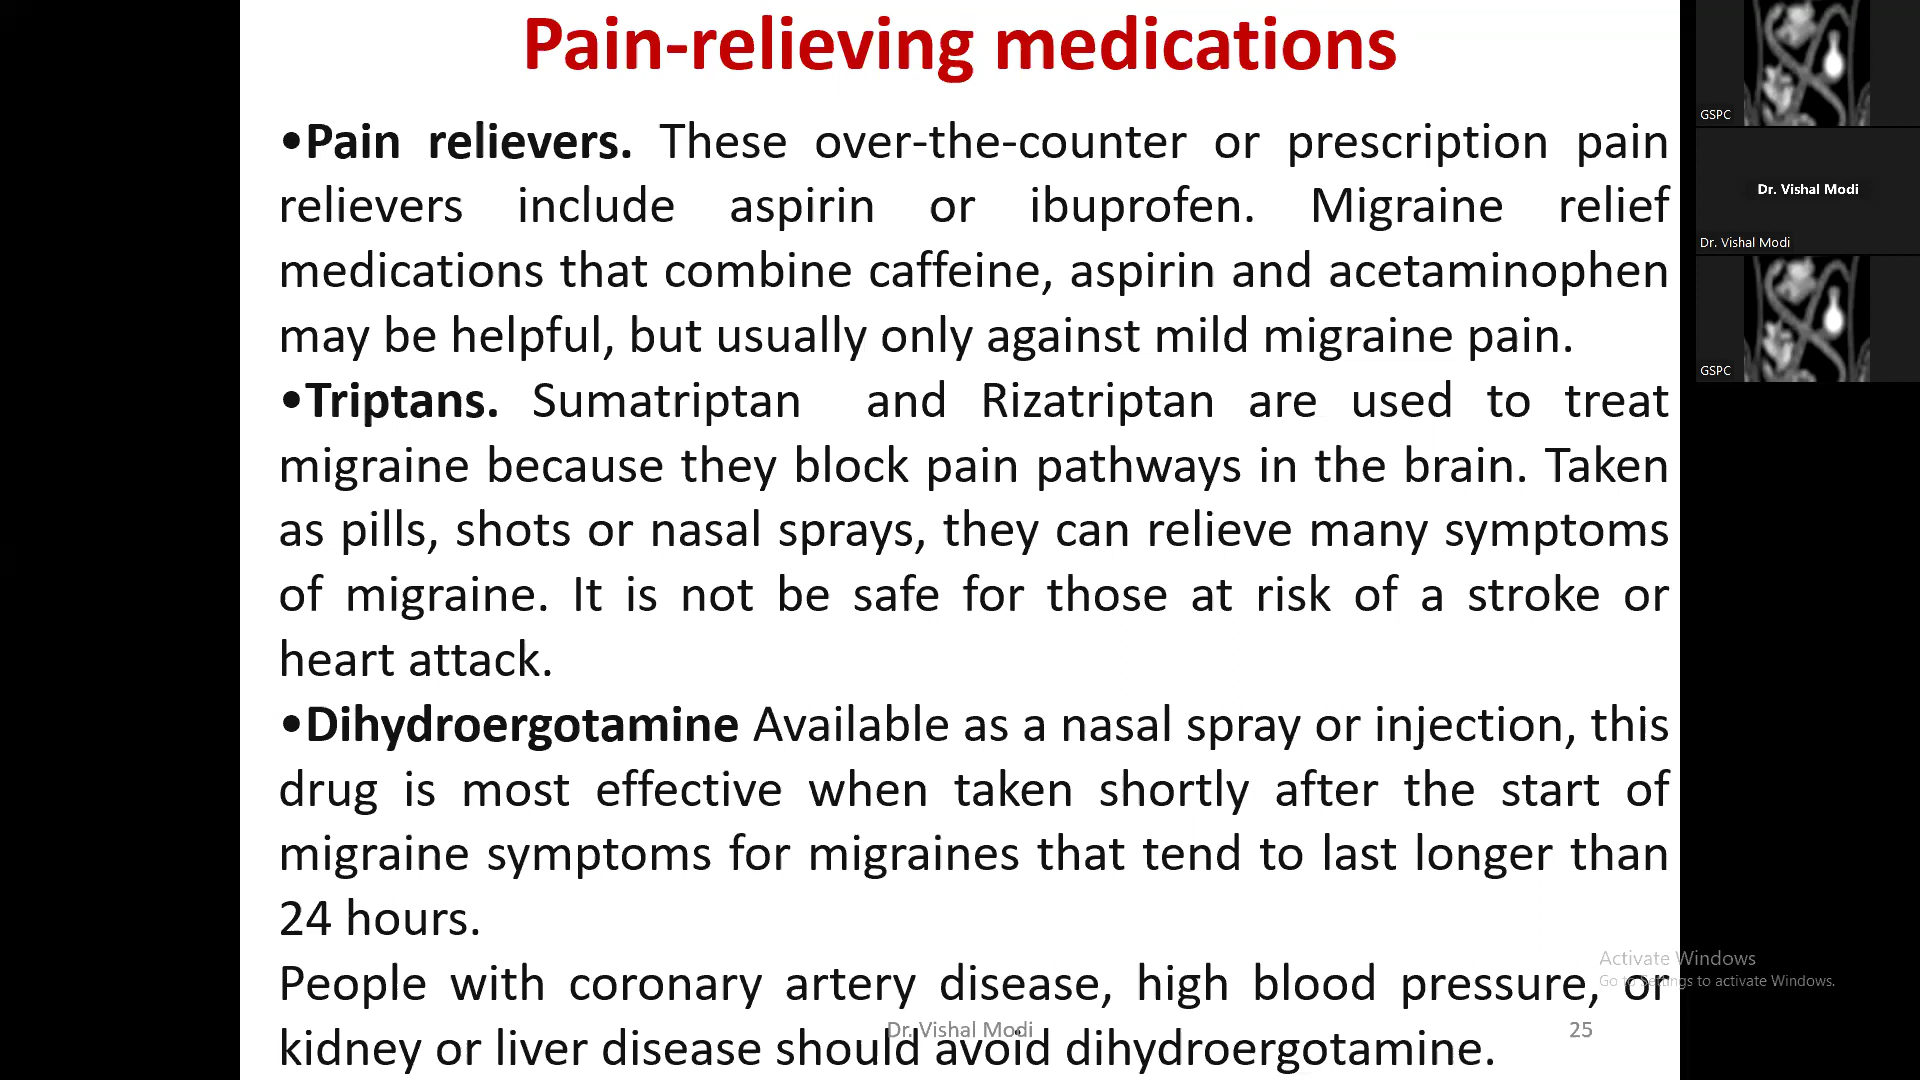 Pain-relieving medications
•Pain relievers. These over-the-counter or prescription pain
relievers include aspirin or ibuprofen. Migraine relief
medications that combine caffeine, aspirin and acetaminophen
may be helpful, but usually only against mild migraine pain.
•Triptans. Sumatriptan and Rizatriptan are used to treat
migraine because they block pain pathways in the brain. Taken
as pills, shots or nasal sprays, they can relieve many symptoms
of migraine. It is not be safe for those at risk of a stroke or
heart attack.
•Dihydroergotamine Available as a nasal spray or injection, this
drug is most effective when taken shortly after the start of
migraine symptoms for migraines that tend to last longer than
24 hours.
People with coronary artery disease, high blood pressure, or
kidney or liver disease should avoid dihydroergotamine.
Dr. Vishal Modi
25
Activate Windows
Go to Settings to activate Windows.
GSPC
Dr. Vishal Modi
Dr. Vishal Modi
GSPC